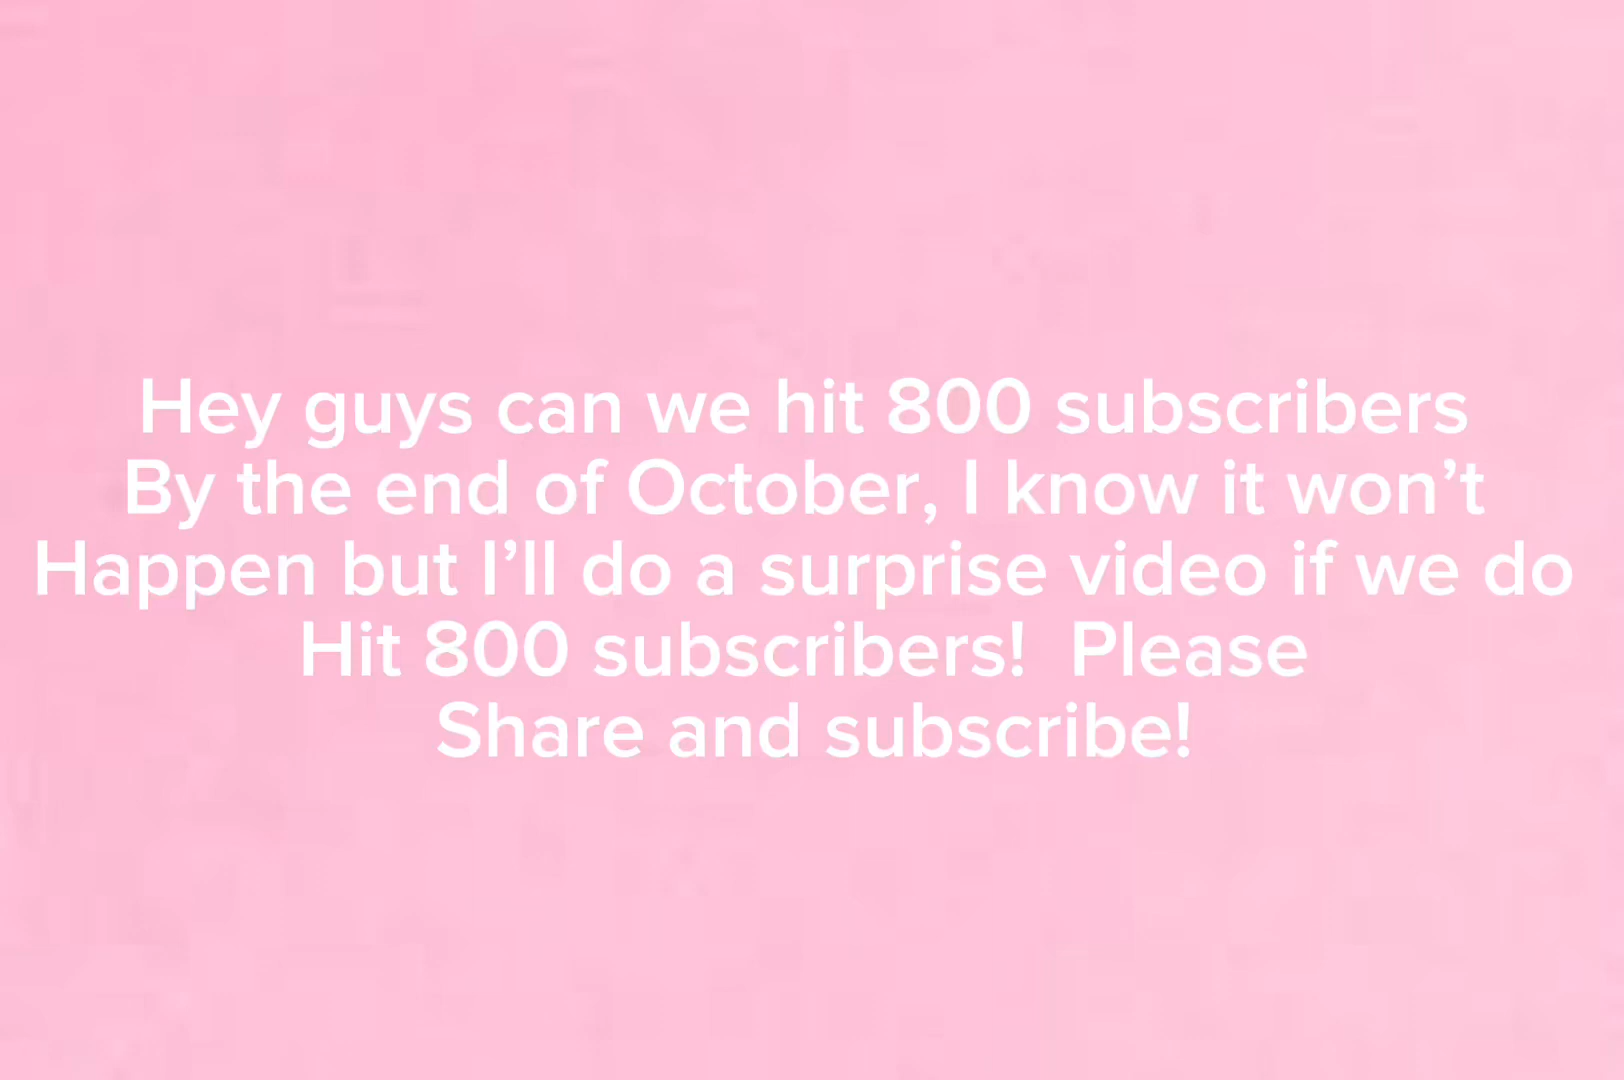 Hey guys can we hit 800 subscribers
By the end of October, I know it won’t
Happen but I’ll do a surprise video if we do
Hit 800 subscribers!  Please
Share and subscribe!